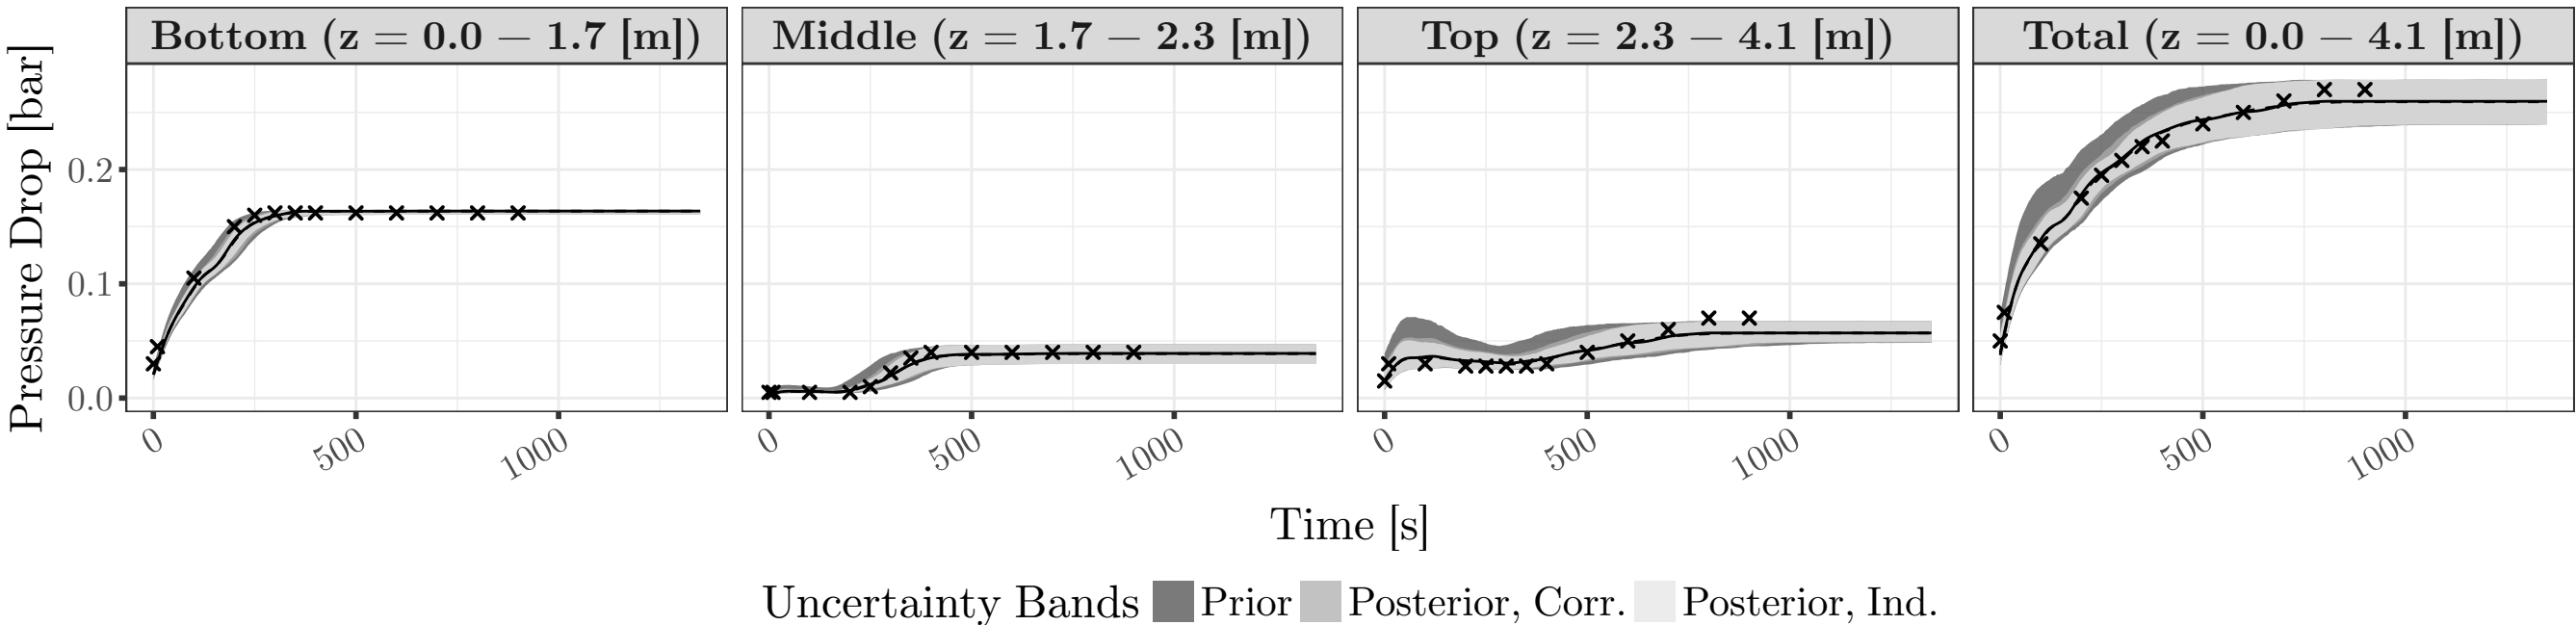 Bottom (z = 0.0 − 1.7 [m])
Middle (z = 1.7 − 2.3 [m])
Top (z = 2.3 − 4.1 [m])
Total (z = 0.0 − 4.1 [m])
Pressure Drop [bar]
0.2
0.1
0.0
0 500 1000
0 500 1000
0 500 1000
0 500 1000
Time [s]
Uncertainty Bands Prior Posterior, Corr. Posterior, Ind.